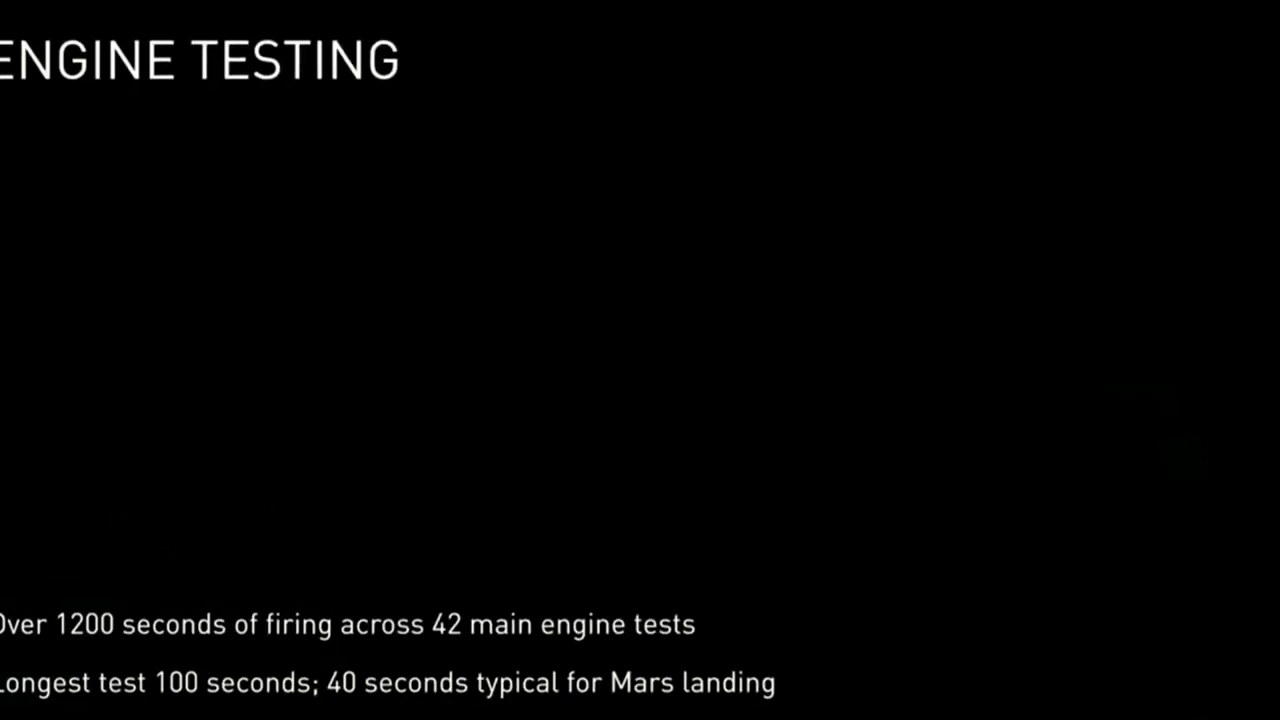 ENGINE TESTING
Over 1200 seconds of firing across 42 main engine tests
Longest test 100 seconds; 40 seconds typical for Mars landing